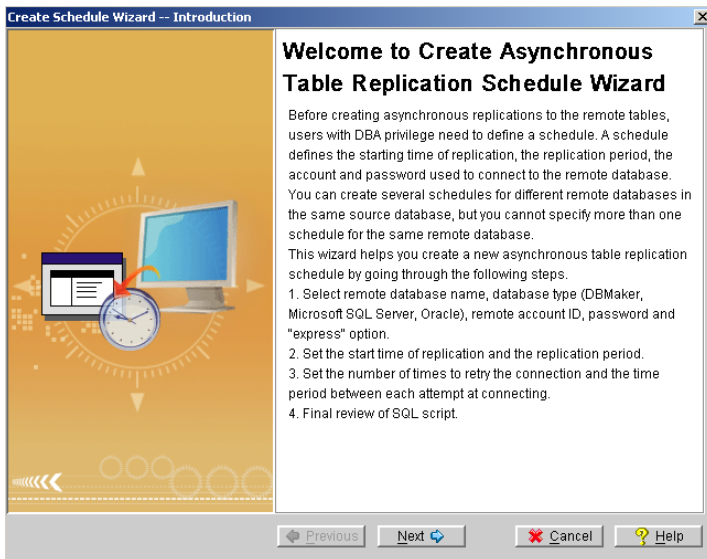 Create Schedule Wizard -- Introduction
Welcome to Create Asynchronous
Table Replication Schedule Wizard
Before creating asynchronous replications to the remote tables,
users with DBA privilege need to define a schedule. A schedule
defines the starting time of replication, the replication period, the
account and password used to connect to the remote database.
You can create several schedules for different remote databases in
the same source database, but you cannot specify more than one
schedule for the same remote database.
This wizard helps you create a new asynchronous table replication
schedule by going through the following steps.
1. Select remote database name, database type (DBMaker,
Microsoft SQL Server, Oracle), remote account ID, password and
"express" option.
2. Set the start time of replication and the replication period.
3. Set the number of times to retry the connection and the time
period between each attempt at connecting.
4. Final review of SQL script.
Previous Next Cancel Help